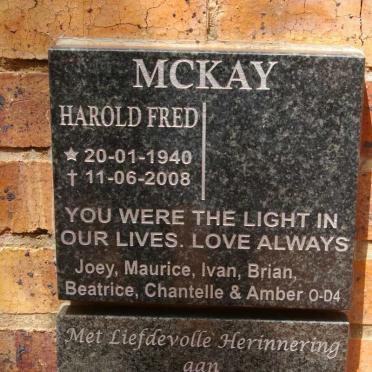 MCKAY
HAROLD FRED
★ 20-01-1940
† 11-06-2008
YOU WERE THE LIGHT IN
OUR LIVES. LOVE ALWAYS
Joey, Maurice, Ivan, Brian,
Beatrice, Chantelle & Amber O-D4
Met Liefdevolle Herinnering
aan